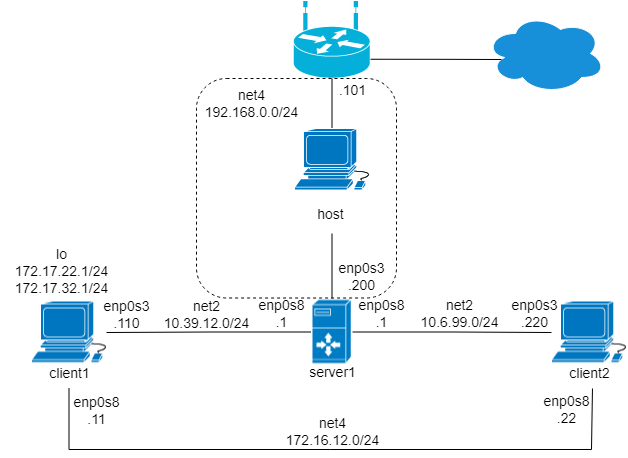 .101
net4
192.168.0.0/24
host
enp0s3
.200
lo
172.17.22.1/24
172.17.32.1/24
enp0s3
.110
net2
10.39.12.0/24
enp0s8
.1
enp0s8
.1
net2
10.6.99.0/24
enp0s3
.220
client1
server1
client2
enp0s8
.11
net4
172.16.12.0/24
enp0s8
.22